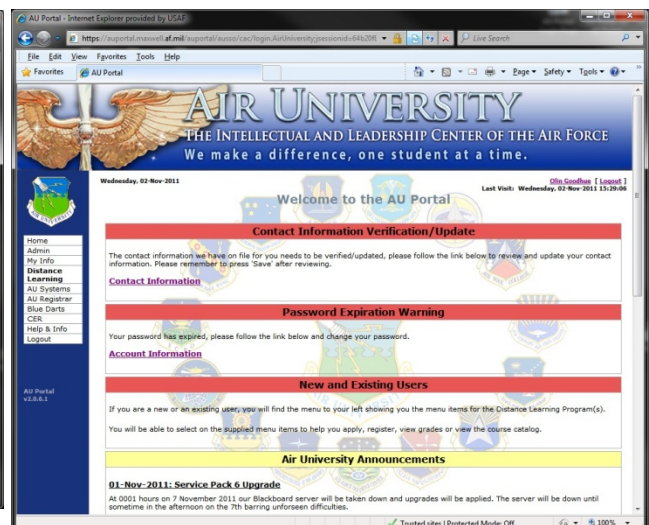 AU Portal - Internet Explorer provided by USAF
https://auportal.maxwell.af.mil/auportal/ausso/cac/login.AirUniversity;jsessionid=64b20f
Live Search
File Edit View Favorites Tools Help
Favorites AU Portal
Page Safety Tools
AIR UNIVERSITY
THE INTELLECTUAL AND LEADERSHIP CENTER OF THE AIR FORCE
We make a difference, one student at a time.
Wednesday, 02-Nov-2011
Olin Goodhue [ Logout ]
Last Visit: Wednesday, 02-Nov-2011 15:29:06
Welcome to the AU Portal
AIR UNIVERSITY
Home
Admin
My Info
Distance
Learning
AU Systems
AU Registrar
Blue Darts
CER
Help & Info
Logout
AU Portal
v2.0.6.1
Contact Information Verification/Update
The contact information we have on file for you needs to be verified/updated, please follow the link below to review and update your contact
information. Please remember to press 'Save' after reviewing.
Contact Information
Password Expiration Warning
Your password has expired, please follow the link below and change your password.
Account Information
New and Existing Users
If you are a new or an existing user, you will find the menu to your left showing you the menu items for the Distance Learning Program(s).
You will be able to select on the supplied menu items to help you apply, register, view grades or view the course catalog.
Air University Announcements
01-Nov-2011: Service Pack 6 Upgrade
At 0001 hours on 7 November 2011 our Blackboard server will be taken down and upgrades will be applied. The server will be down until
sometime in the afternoon on the 7th barring unforseen difficulties.
Trusted sites | Protected Mode: Off
100%